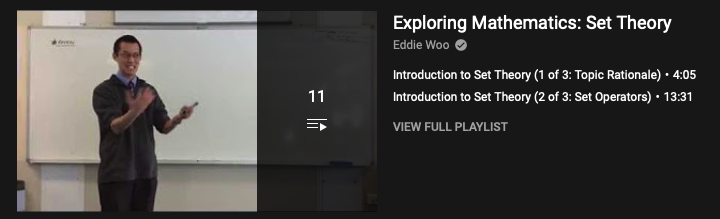 Exploring Mathematics: Set Theory
Eddie Woo
Introduction to Set Theory (1 of 3: Topic Rationale) • 4:05
Introduction to Set Theory (2 of 3: Set Operators) • 13:31
VIEW FULL PLAYLIST
11